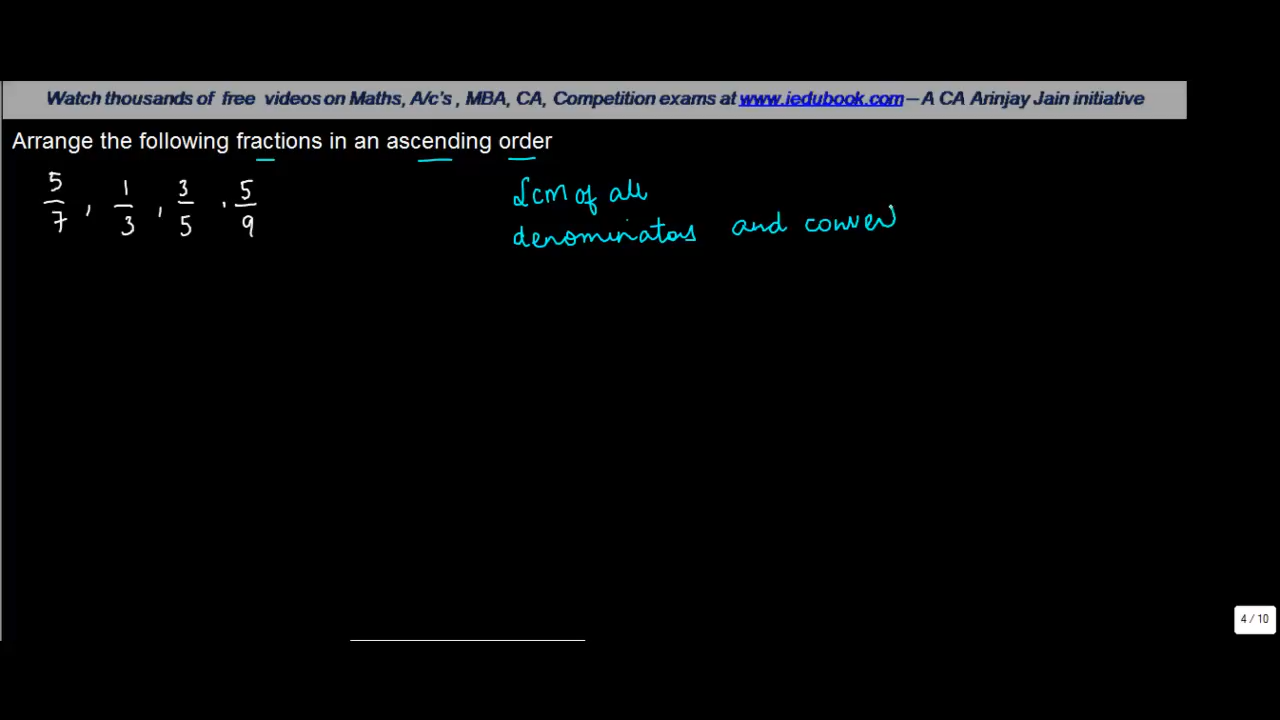 Watch thousands of free videos on Maths, A/c's , MBA, CA, Competition exams at www.iedubook.com – A CA Arinjay Jain initiative
Arrange the following fractions in an ascending order
5/7 , 1/3 , 3/5 , 5/9
LCM of all
denominators and conver
4 / 10